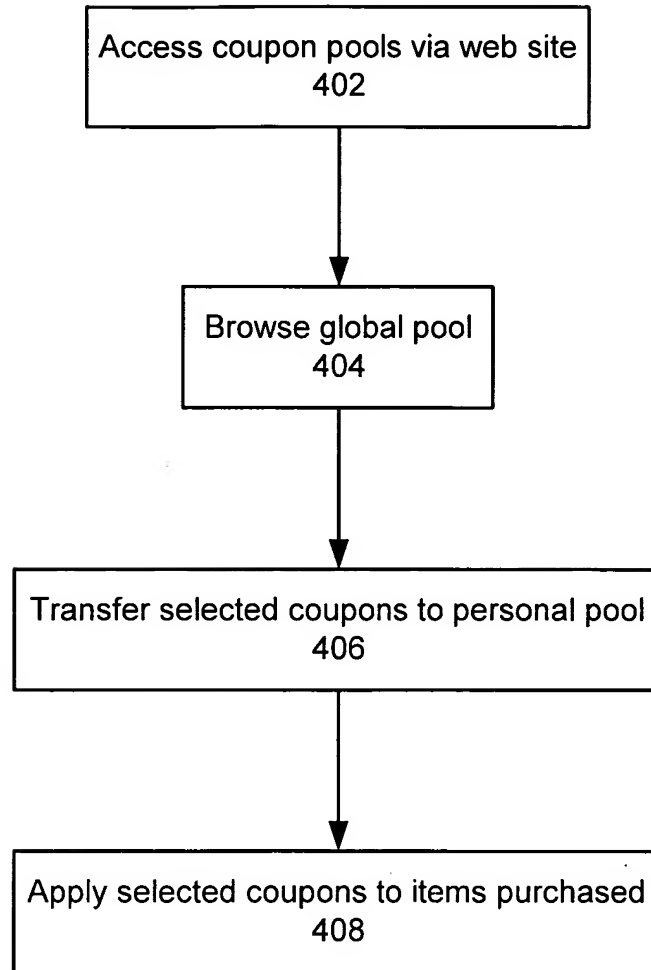 Access coupon pools via web site
402
Browse global pool
404
Transfer selected coupons to personal pool
406
Apply selected coupons to items purchased
408